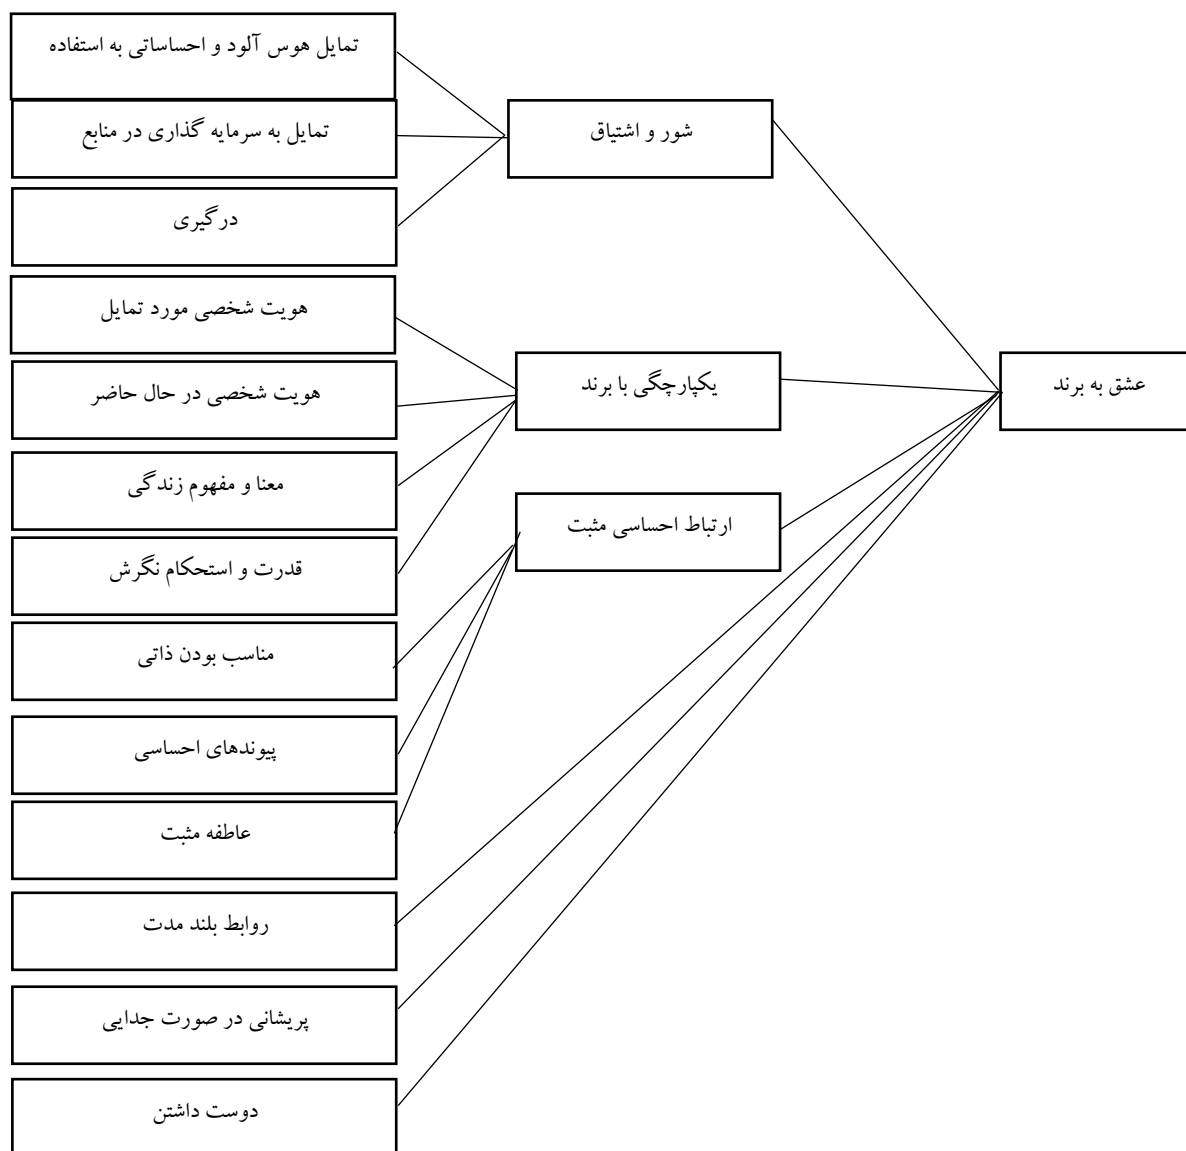 تمایل هوس آلود و احساساتی به استفاده
تمایل به سرمایه گذاری در منابع
درگیری
هویت شخصی مورد تمایل
هویت شخصی در حال حاضر
معنا و مفهوم زندگی
قدرت و استحکام نگرش
مناسب بودن ذاتی
پیوندهای احساسی
عاطفه مثبت
روابط بلند مدت
پریشانی در صورت جدایی
دوست داشتن
شور و اشتیاق
یکپارچگی با برند
ارتباط احساسی مثبت
عشق به برند